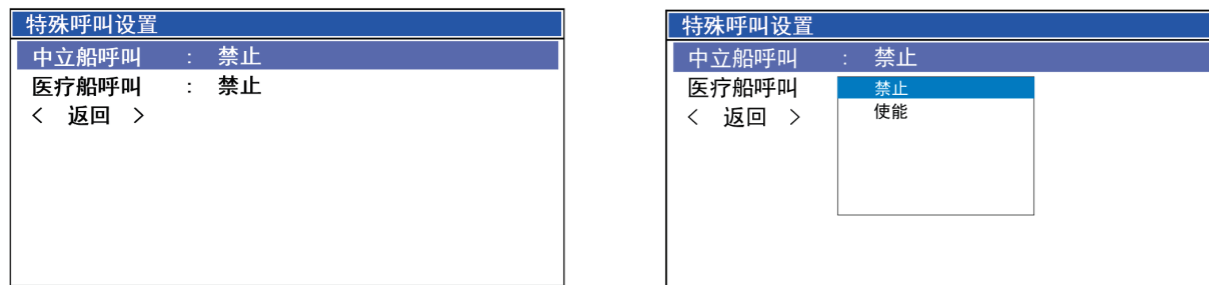 特殊呼叫设置
中立船呼叫 : 禁止
医疗船呼叫 : 禁止
< 返回 >
特殊呼叫设置
中立船呼叫 : 禁止
医疗船呼叫
禁止
< 返回 >
使能